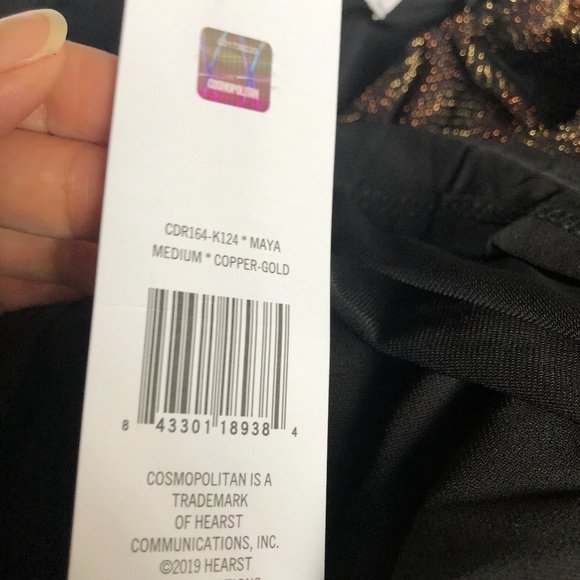 COSMOPOLITAN
CDR164-K124 * MAYA
MEDIUM * COPPER-GOLD
8 43301 18938 4
COSMOPOLITAN IS A
TRADEMARK
OF HEARST
COMMUNICATIONS, INC.
©2019 HEARST